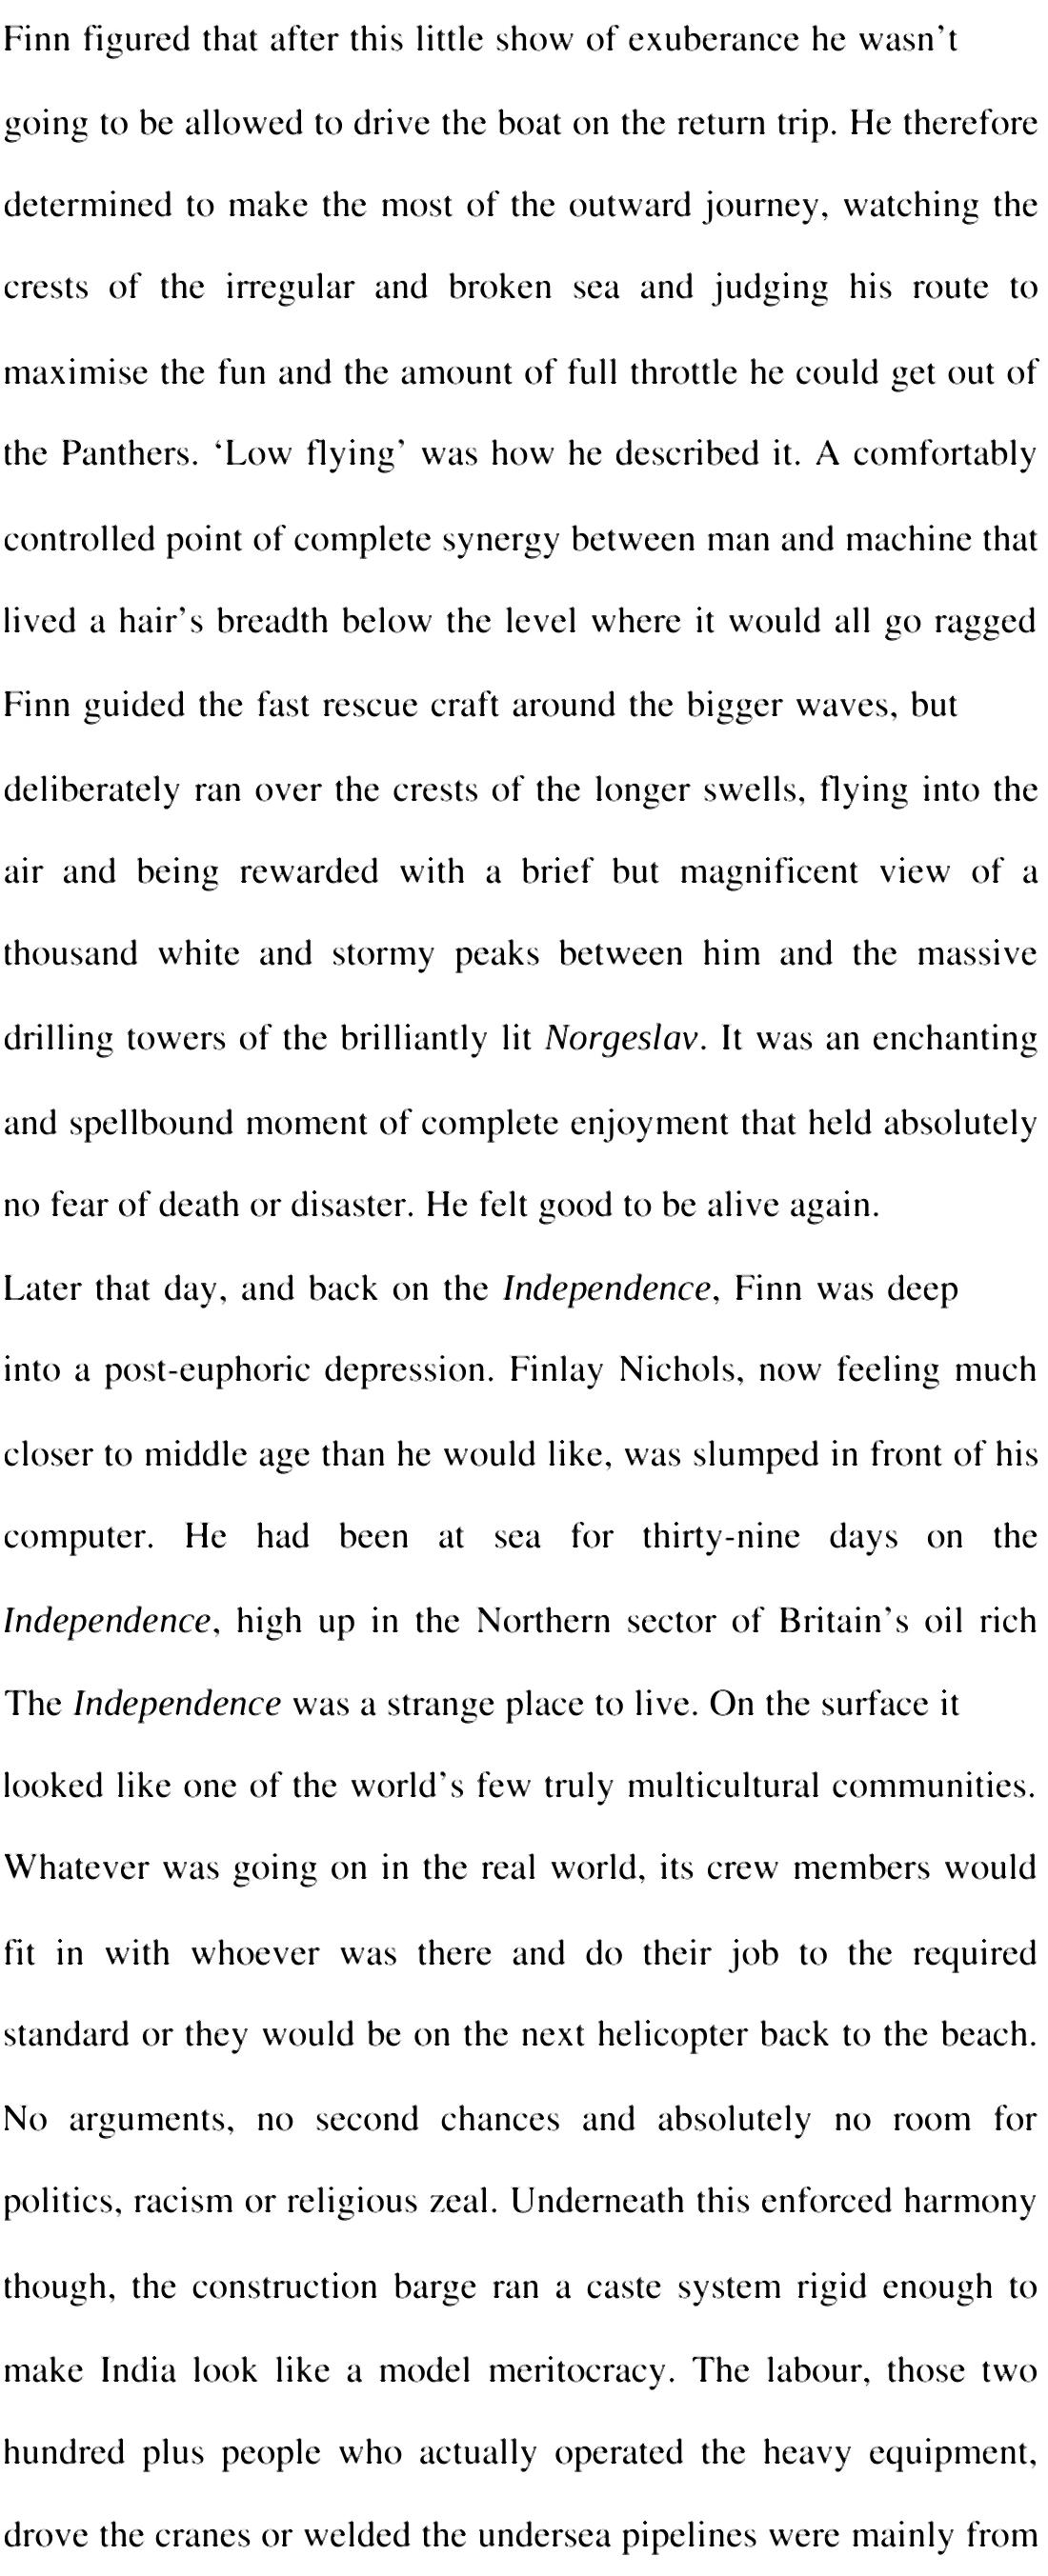 Finn figured that after this little show of exuberance he wasn’t
going to be allowed to drive the boat on the return trip. He therefore
determined to make the most of the outward journey, watching the
crests of the irregular and broken sea and judging his route to
maximise the fun and the amount of full throttle he could get out of
the Panthers. ‘Low flying’ was how he described it. A comfortably
controlled point of complete synergy between man and machine that
lived a hair’s breadth below the level where it would all go ragged
Finn guided the fast rescue craft around the bigger waves, but
deliberately ran over the crests of the longer swells, flying into the
air and being rewarded with a brief but magnificent view of a
thousand white and stormy peaks between him and the massive
drilling towers of the brilliantly lit Norgeslav. It was an enchanting
and spellbound moment of complete enjoyment that held absolutely
no fear of death or disaster. He felt good to be alive again.
Later that day, and back on the Independence, Finn was deep
into a post-euphoric depression. Finlay Nichols, now feeling much
closer to middle age than he would like, was slumped in front of his
computer. He had been at sea for thirty-nine days on the
Independence, high up in the Northern sector of Britain’s oil rich
The Independence was a strange place to live. On the surface it
looked like one of the world’s few truly multicultural communities.
Whatever was going on in the real world, its crew members would
fit in with whoever was there and do their job to the required
standard or they would be on the next helicopter back to the beach.
No arguments, no second chances and absolutely no room for
politics, racism or religious zeal. Underneath this enforced harmony
though, the construction barge ran a caste system rigid enough to
make India look like a model meritocracy. The labour, those two
hundred plus people who actually operated the heavy equipment,
drove the cranes or welded the undersea pipelines were mainly from